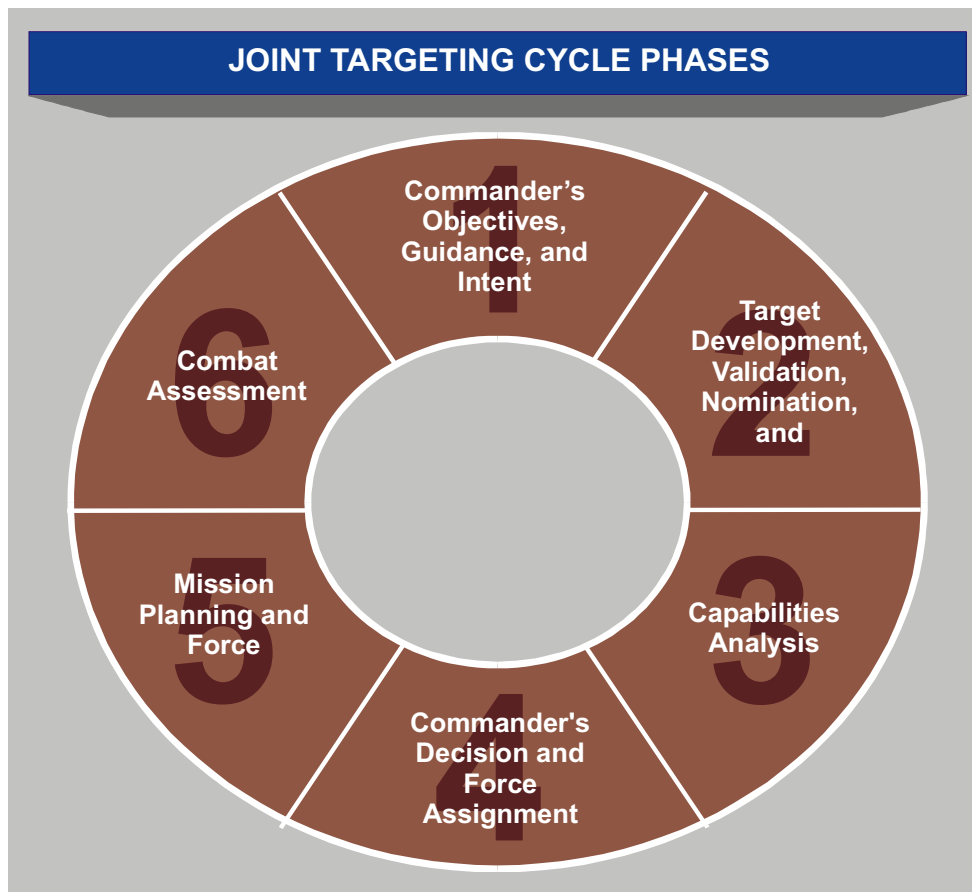 JOINT TARGETING CYCLE PHASES
1
Commander’s
Objectives,
Guidance, and
Intent
2
Target
Development,
Validation,
Nomination,
and
3
Capabilities
Analysis
4
Commander's
Decision and
Force
Assignment
5
Mission
Planning and
Force
6
Combat
Assessment